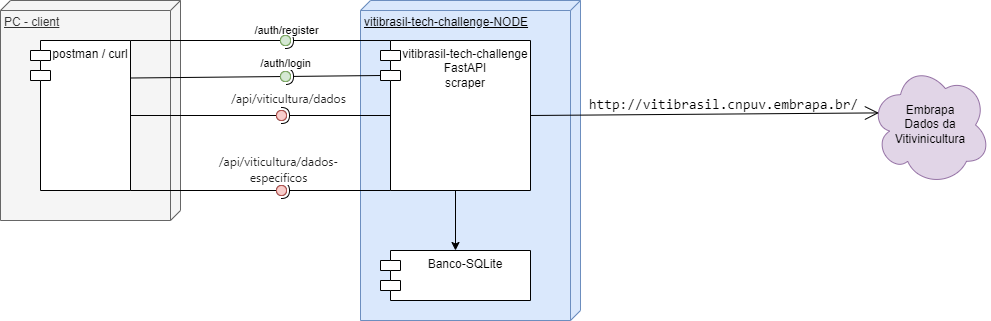 PC - client
postman / curl
/auth/register
/auth/login
/api/viticultura/dados
/api/viticultura/dados-
especificos
vitibrasil-tech-challenge-NODE
vitibrasil-tech-challenge
FastAPI
scraper
Banco-SQLite
http://vitibrasil.cnpuv.embrapa.br/
Embrapa
Dados da
Vitivinicultura